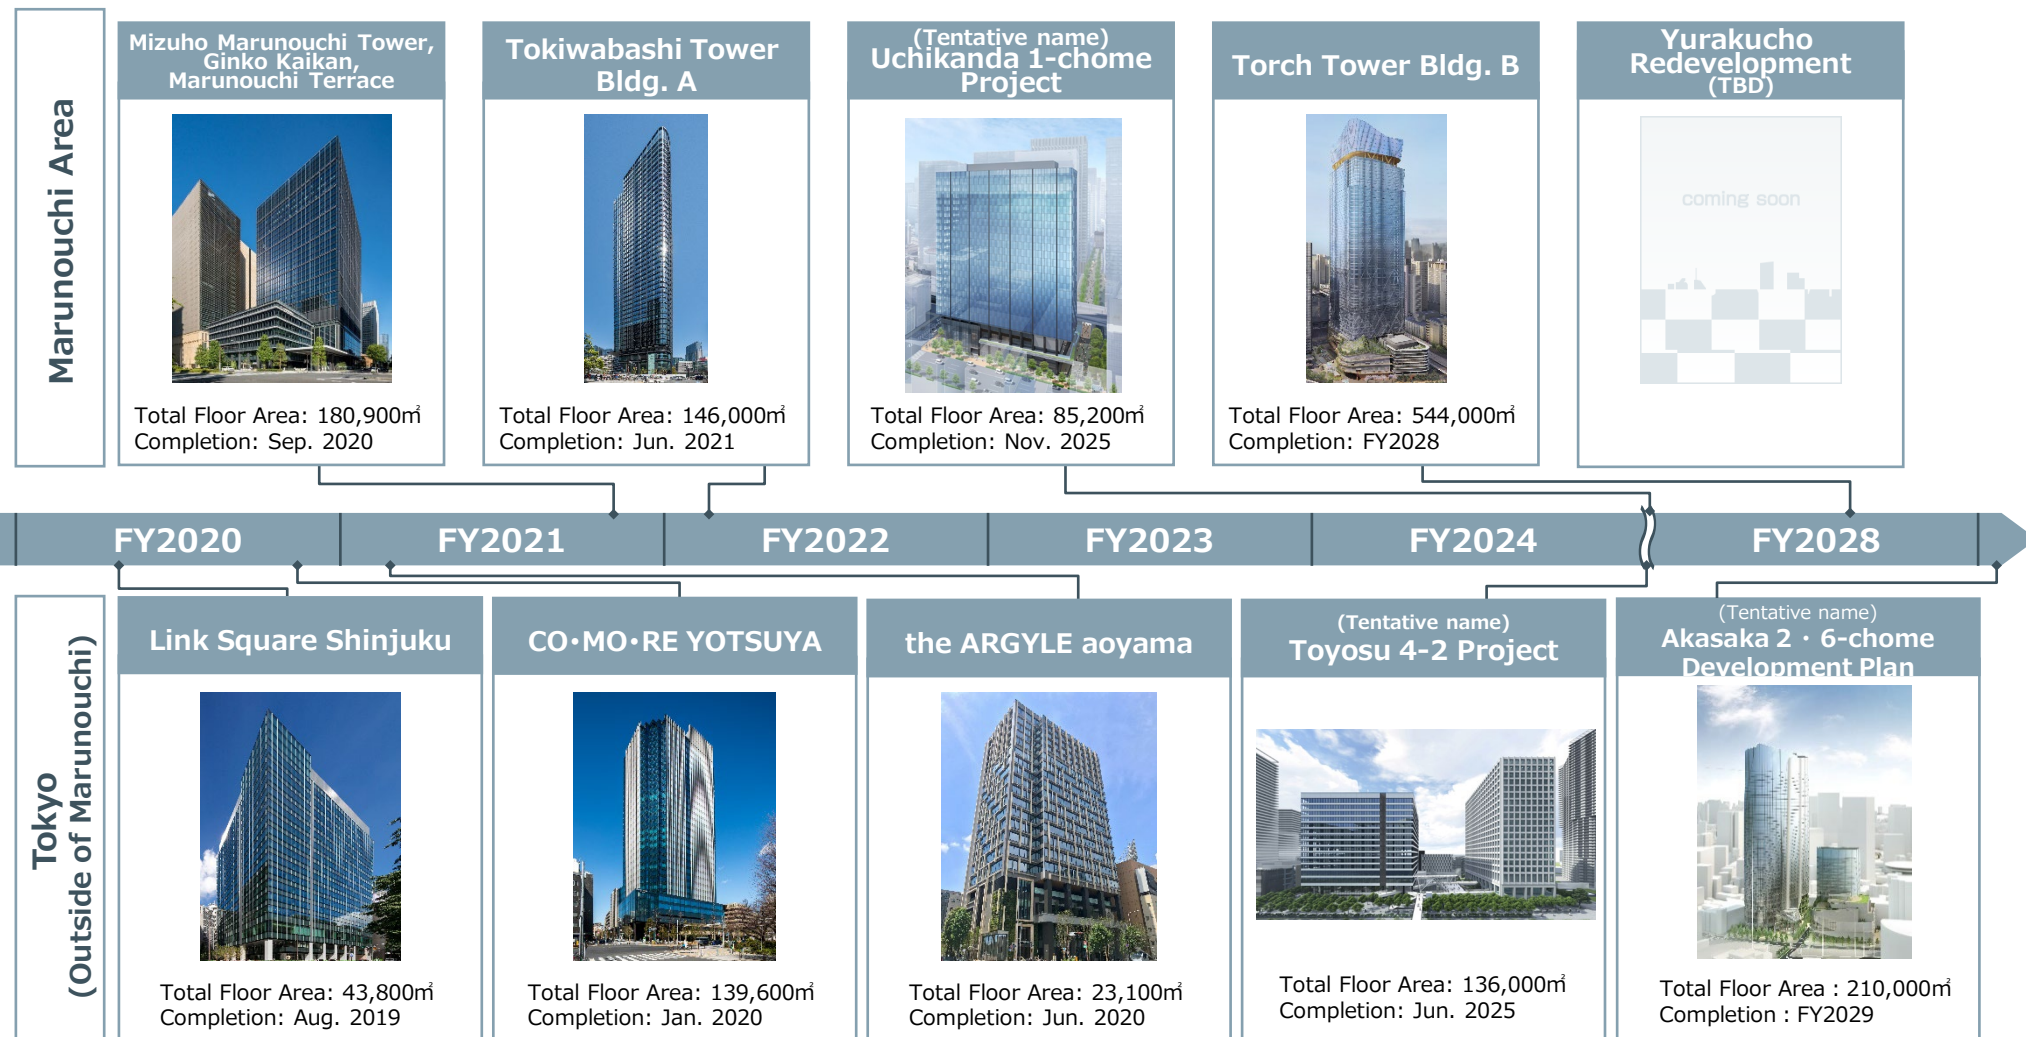 Marunouchi Area
Mizuho Marunouchi Tower,
Ginko Kaikan,
Marunouchi Terrace
Total Floor Area: 180,900㎡
Completion: Sep. 2020
Tokiwabashi Tower
Bldg. A
Total Floor Area: 146,000㎡
Completion: Jun. 2021
(Tentative name)
Uchikanda 1-chome
Project
Total Floor Area: 85,200㎡
Completion: Nov. 2025
Torch Tower Bldg. B
Total Floor Area: 544,000㎡
Completion: FY2028
Yurakucho
Redevelopment
(TBD)
coming soon
FY2020
FY2021
FY2022
FY2023
FY2024
FY2028
Tokyo
(Outside of Marunouchi)
Link Square Shinjuku
Total Floor Area: 43,800㎡
Completion: Aug. 2019
CO・MO・RE YOTSUYA
Total Floor Area: 139,600㎡
Completion: Jan. 2020
the ARGYLE aoyama
Total Floor Area: 23,100㎡
Completion: Jun. 2020
(Tentative name)
Toyosu 4-2 Project
Total Floor Area: 136,000㎡
Completion: Jun. 2025
(Tentative name)
Akasaka 2・6-chome
Development Plan
Total Floor Area : 210,000㎡
Completion : FY2029